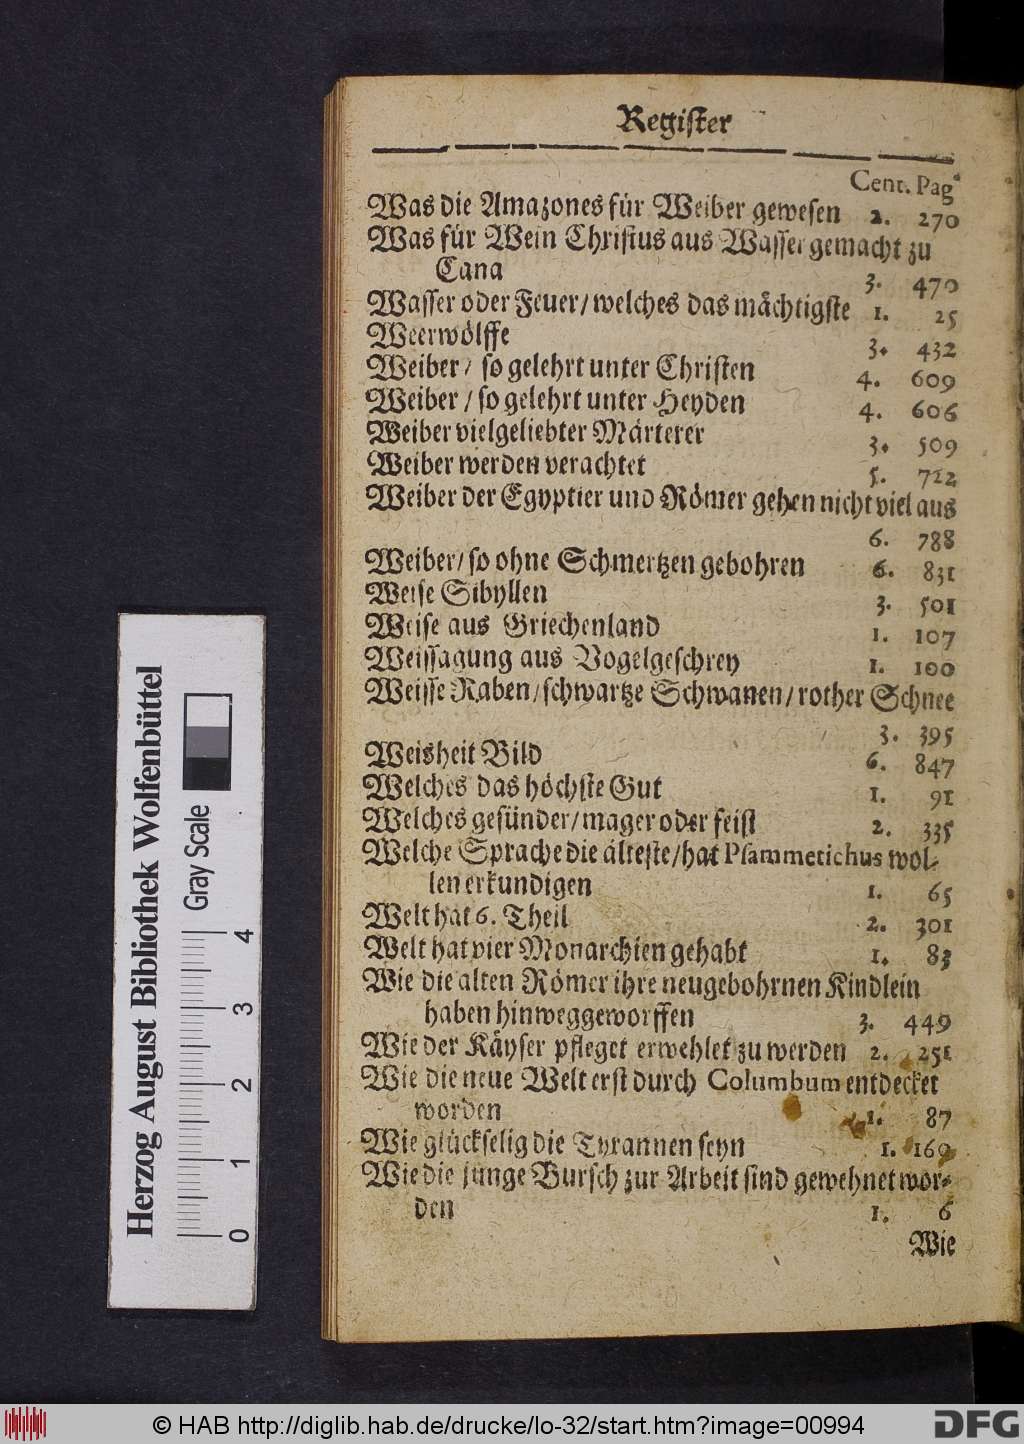 Register
Cent. Pag
Was die Amazones für Weiber gewesen 2. 270
Was für Wein Christus aus Wasser gemacht zu
Cana 3. 470
Wasser oder Feuer / welches das mächtigste 1. 25
Weerwölffe 3. 432
Weiber / so gelehrt unter Christen 4. 609
Weiber / so gelehrt unter Heyden 4. 606
Weiber vielgeliebter Märterer 3. 509
Weiber werden verachtet 5. 712
Weiber der Egyptier und Römer gehen nicht viel aus
6. 788
Weiber / so ohne Schmertzen gebohren 6. 831
Weise Sibyllen 3. 501
Weise aus Griechenland 1. 107
Weissagung aus Vogelgeschrey 1. 100
Weisse Raben / schwartze Schwanen / rother Schnee
3. 395
Weisheit Bild 6. 847
Welches das höchste Gut 1. 91
Welches gesünder / mager oder feist 2. 335
Welche Sprache die älteste / hat Psammetichus wol-
len erkundigen 1. 65
Welt hat 6. Theil 2. 301
Welt hat vier Monarchien gehabt 1. 83
Wie die alten Römer ihre neugebohrnen Kindlein
haben hinweggeworffen 3. 449
Wie der Käyser pfleget erwehlet zu werden 2. 251
Wie die neue Welt erst durch Columbum entdecket
worden 1. 87
Wie glückselig die Tyrannen seyn 1. 169
Wie die junge Bursch zur Arbeit sind gewehnet wor-
den 1. 6
Wie
Herzog August Bibliothek Wolfenbüttel
Gray Scale
0 1 2 3 4
© HAB http://diglib.hab.de/drucke/lo-32/start.htm?image=00994
DFG